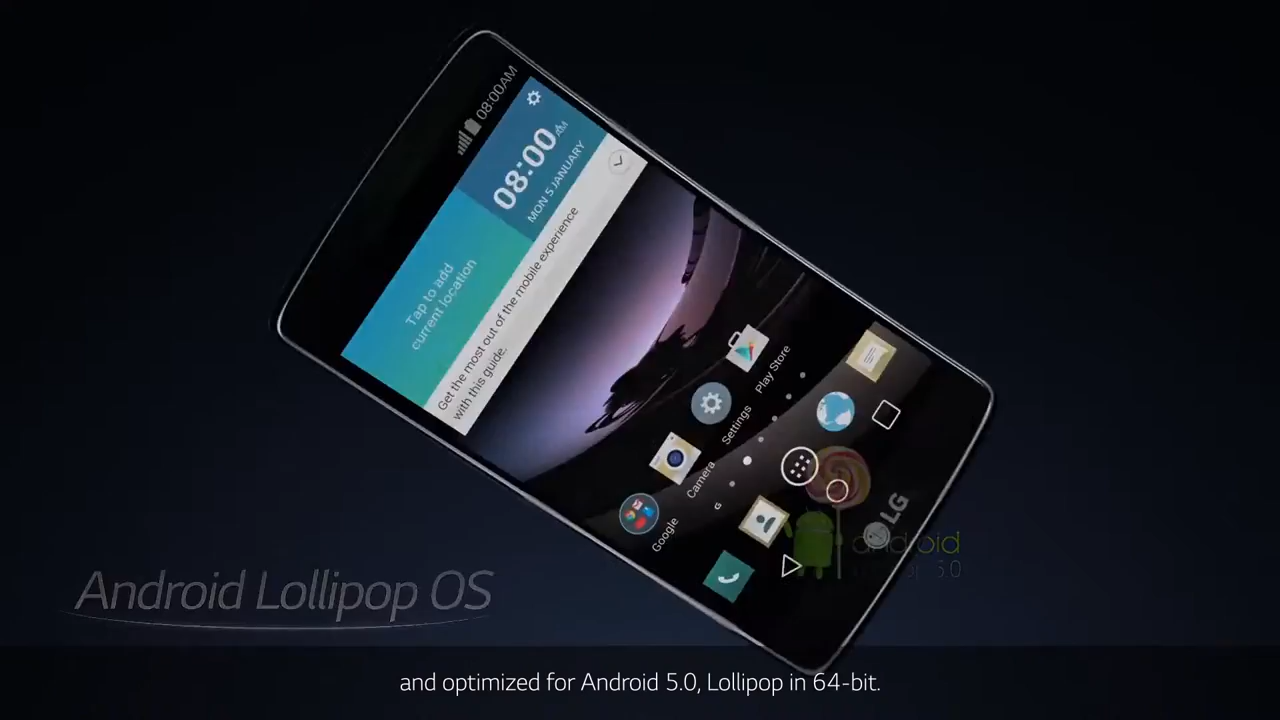 08:00AM
08:00 AM
MON 5 JANUARY
Tap to add
current location
Get the most out of the mobile experience
with this guide.
Play Store
Settings
Camera
Google
G
LG
android
5.0
Android Lollipop OS
and optimized for Android 5.0, Lollipop in 64-bit.